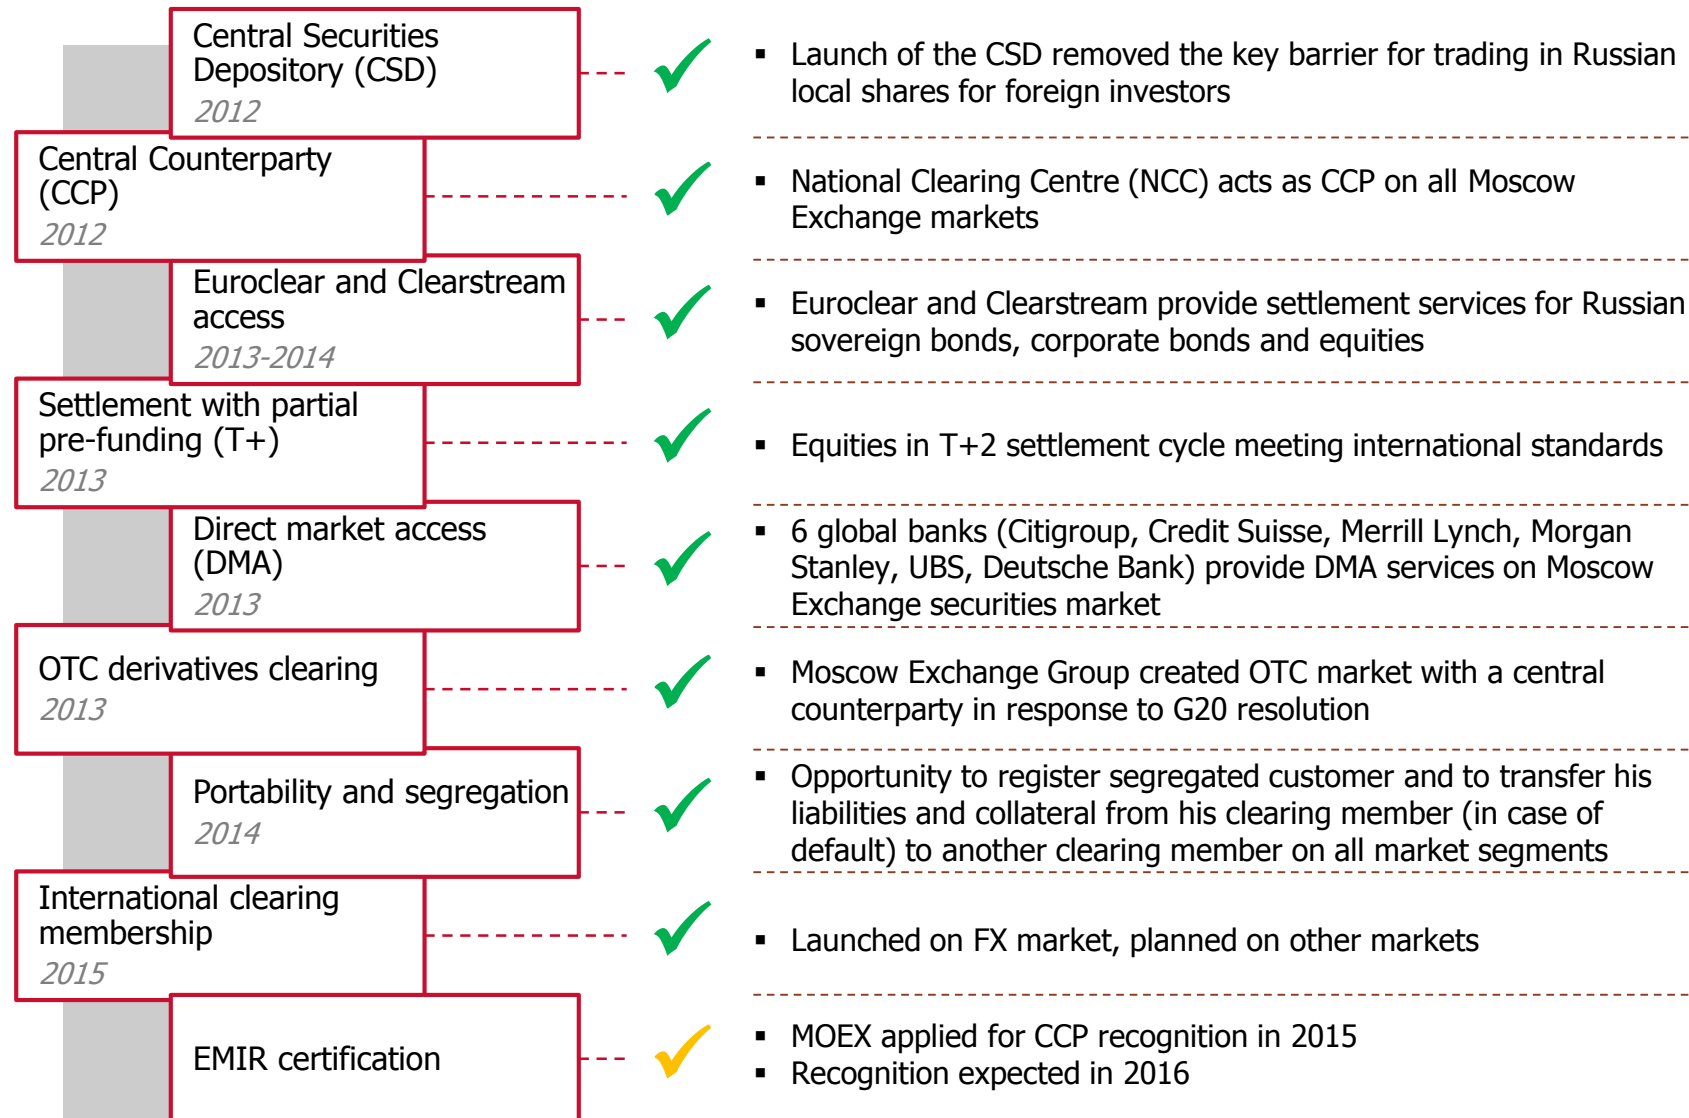 Central Securities
Depository (CSD)
2012
▪ Launch of the CSD removed the key barrier for trading in Russian
local shares for foreign investors
Central Counterparty
(CCP)
2012
▪ National Clearing Centre (NCC) acts as CCP on all Moscow
Exchange markets
Euroclear and Clearstream
access
2013-2014
▪ Euroclear and Clearstream provide settlement services for Russian
sovereign bonds, corporate bonds and equities
Settlement with partial
pre-funding (T+)
2013
▪ Equities in T+2 settlement cycle meeting international standards
Direct market access
(DMA)
2013
▪ 6 global banks (Citigroup, Credit Suisse, Merrill Lynch, Morgan
Stanley, UBS, Deutsche Bank) provide DMA services on Moscow
Exchange securities market
OTC derivatives clearing
2013
▪ Moscow Exchange Group created OTC market with a central
counterparty in response to G20 resolution
Portability and segregation
2014
▪ Opportunity to register segregated customer and to transfer his
liabilities and collateral from his clearing member (in case of
default) to another clearing member on all market segments
International clearing
membership
2015
▪ Launched on FX market, planned on other markets
EMIR certification
▪ MOEX applied for CCP recognition in 2015
▪ Recognition expected in 2016